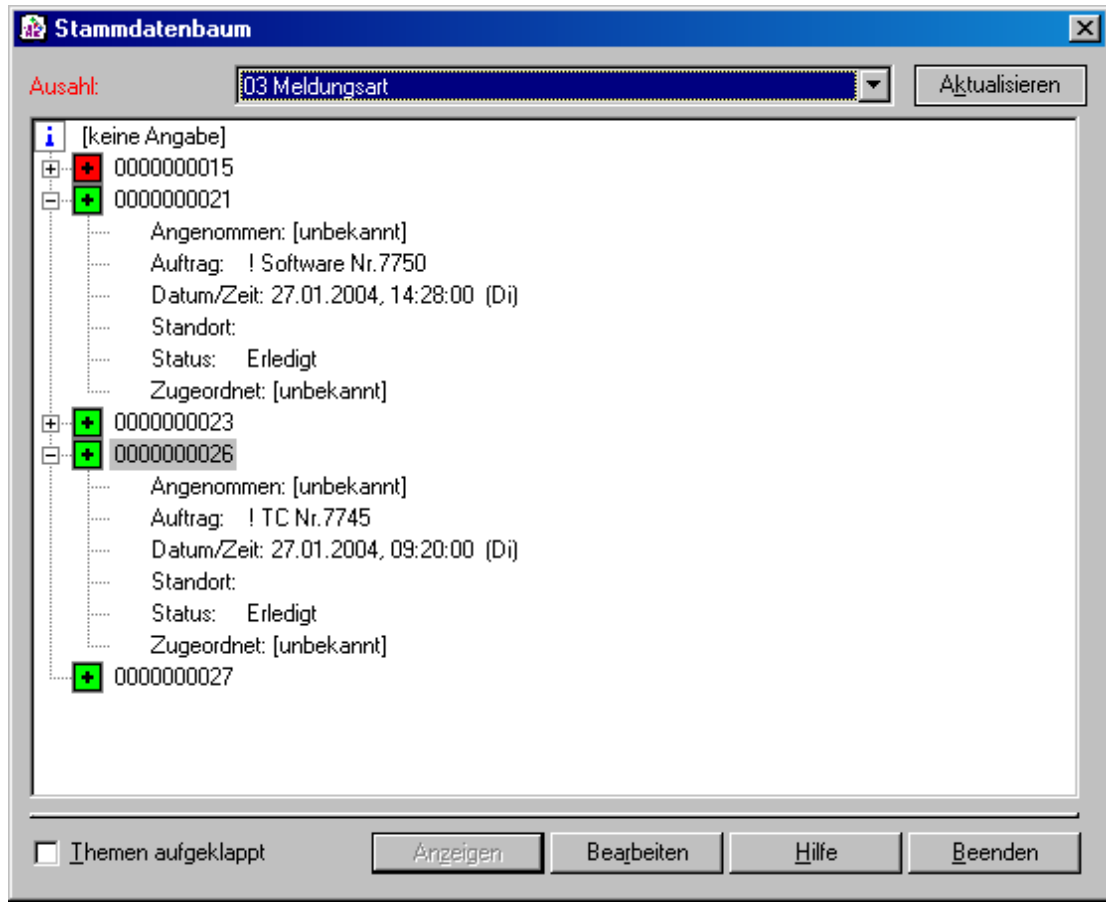 Stammdatenbaum
Ausahl: 03 Meldungsart Aktualisieren
[keine Angabe]
0000000015
0000000021
Angenommen: [unbekannt]
Auftrag: ! Software Nr.7750
Datum/Zeit: 27.01.2004, 14:28:00 (Di)
Standort:
Status: Erledigt
Zugeordnet: [unbekannt]
0000000023
0000000026
Angenommen: [unbekannt]
Auftrag: ! TC Nr.7745
Datum/Zeit: 27.01.2004, 09:20:00 (Di)
Standort:
Status: Erledigt
Zugeordnet: [unbekannt]
0000000027
Themen aufgeklappt Anzeigen Bearbeiten Hilfe Beenden